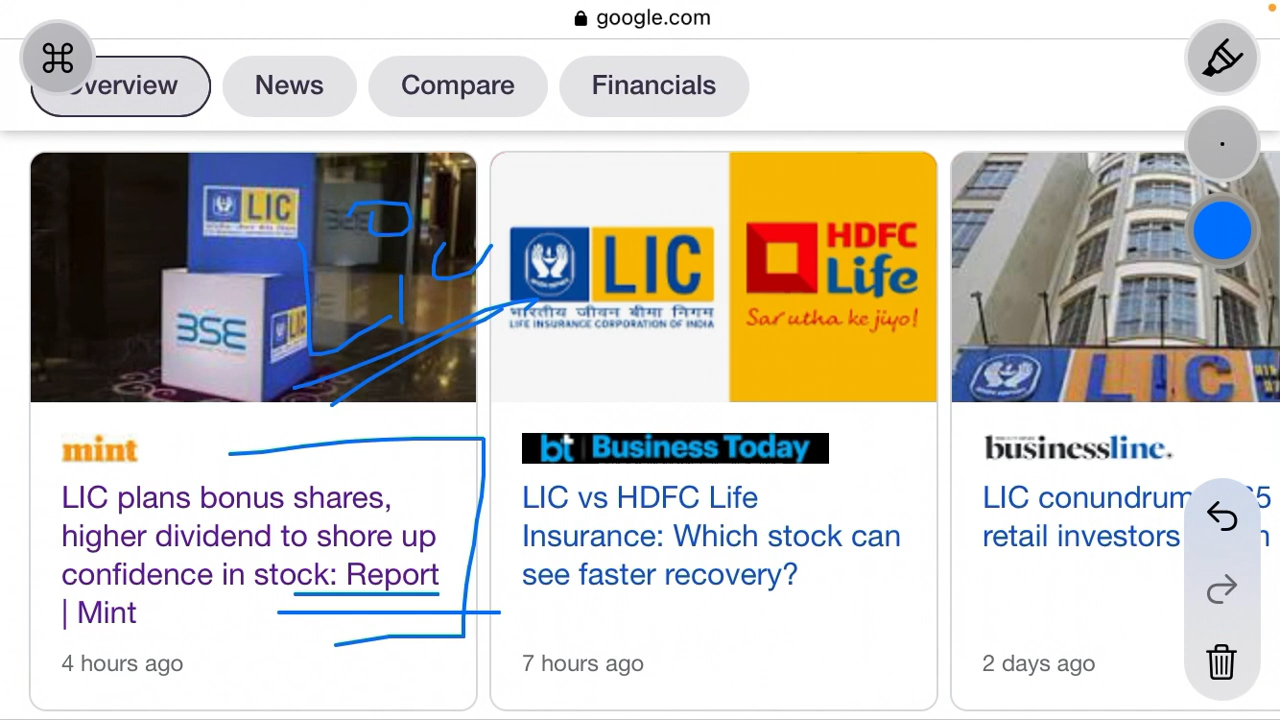 google.com
Overview
News
Compare
Financials
LIC
BSE
BSE
LIC
LIC
भारतीय जीवन बीमा निगम
LIFE INSURANCE CORPORATION OF INDIA
HDFC
Life
Sar utha ke jiyo!
LIC
mint
LIC plans bonus shares,
higher dividend to shore up
confidence in stock: Report
| Mint
4 hours ago
bt Business Today
LIC vs HDFC Life
Insurance: Which stock can
see faster recovery?
7 hours ago
businessline.
LIC conundrum
retail investors
2 days ago